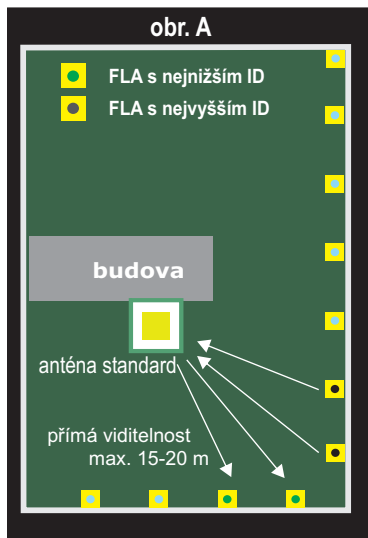 obr. A
FLA s nejnižším ID
FLA s nejvyšším ID
budova
anténa standard
přímá viditelnost
max. 15-20 m